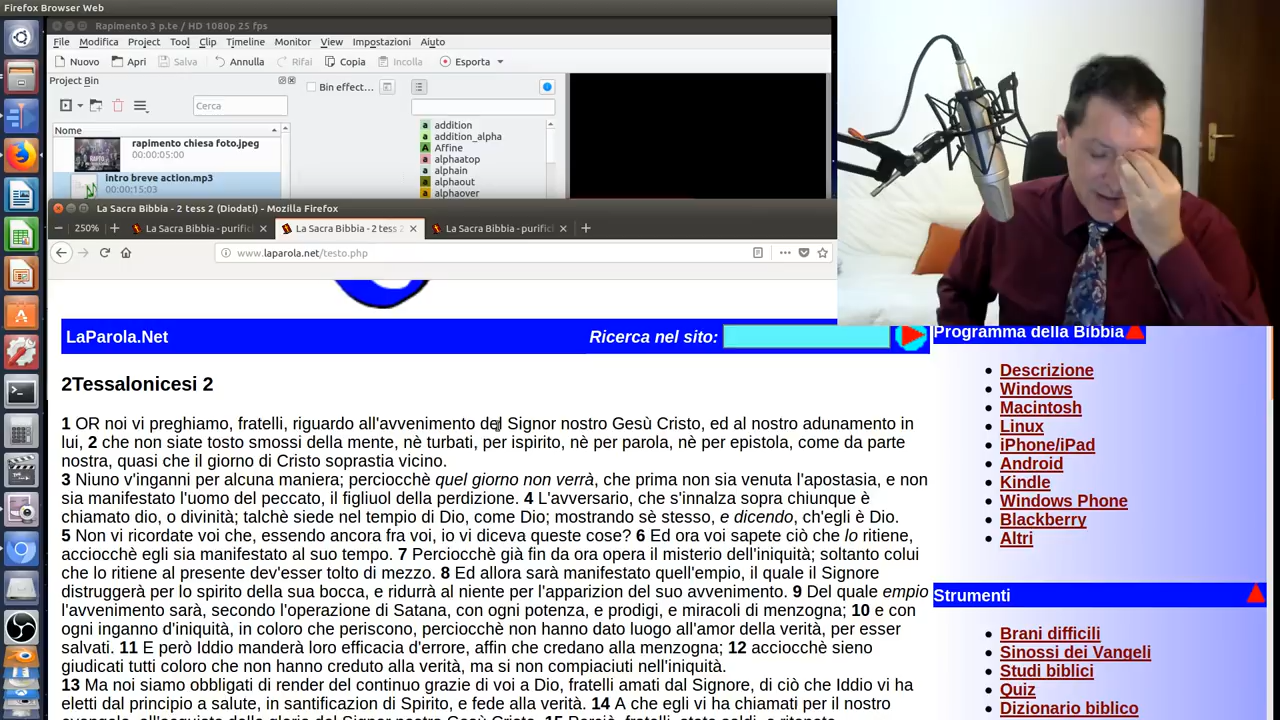 Firefox Browser Web
Rapimento 3 p.te / HD 1080p 25 fps
File Modifica Project Tool Clip Timeline Monitor View Impostazioni Aiuto
Nuovo Apri Salva Annulla Rifai Copia Incolla Esporta
Project Bin
Bin effect...
Cerca
Nome
rapimento chiesa foto.jpeg
00:00:05:00
intro breve action.mp3
00:00:15;03
addition
addition_alpha
Affine
alphaatop
alphain
alphaout
alphaover
La Sacra Bibbia - 2 tess 2 (Diodati) - Mozilla Firefox
250%
La Sacra Bibbia - purific
La Sacra Bibbia - 2 tess 2
La Sacra Bibbia - purific
www.laparola.net/testo.php
LaParola.Net
Ricerca nel sito:
2Tessalonicesi 2
1 OR noi vi preghiamo, fratelli, riguardo all'avvenimento del Signor nostro Gesù Cristo, ed al nostro adunamento in
lui, 2 che non siate tosto smossi della mente, nè turbati, per ispirito, nè per parola, nè per epistola, come da parte
nostra, quasi che il giorno di Cristo soprastia vicino.
3 Niuno v'inganni per alcuna maniera; perciocchè quel giorno non verrà, che prima non sia venuta l'apostasia, e non
sia manifestato l'uomo del peccato, il figliuol della perdizione. 4 L'avversario, che s'innalza sopra chiunque è
chiamato dio, o divinità; talchè siede nel tempio di Dio, come Dio; mostrando sè stesso, e dicendo, ch'egli è Dio.
5 Non vi ricordate voi che, essendo ancora fra voi, io vi diceva queste cose? 6 Ed ora voi sapete ciò che lo ritiene,
acciocchè egli sia manifestato al suo tempo. 7 Perciocchè già fin da ora opera il misterio dell'iniquità; soltanto colui
che lo ritiene al presente dev'esser tolto di mezzo. 8 Ed allora sarà manifestato quell'empio, il quale il Signore
distruggerà per lo spirito della sua bocca, e ridurrà al niente per l'apparizion del suo avvenimento. 9 Del quale empio
l'avvenimento sarà, secondo l'operazione di Satana, con ogni potenza, e prodigi, e miracoli di menzogna; 10 e con
ogni inganno d'iniquità, in coloro che periscono, perciocchè non hanno dato luogo all'amor della verità, per esser
salvati. 11 E però Iddio manderà loro efficacia d'errore, affin che credano alla menzogna; 12 acciocchè sieno
giudicati tutti coloro che non hanno creduto alla verità, ma si son compiaciuti nell'iniquità.
13 Ma noi siamo obbligati di render del continuo grazie di voi a Dio, fratelli amati dal Signore, di ciò che Iddio vi ha
eletti dal principio a salute, in santificazion di Spirito, e fede alla verità. 14 A che egli vi ha chiamati per il nostro
Programma della Bibbia
Descrizione
Windows
Macintosh
Linux
iPhone/iPad
Android
Kindle
Windows Phone
Blackberry
Altri
Strumenti
Brani difficili
Sinossi dei Vangeli
Studi biblici
Quiz
Dizionario biblico